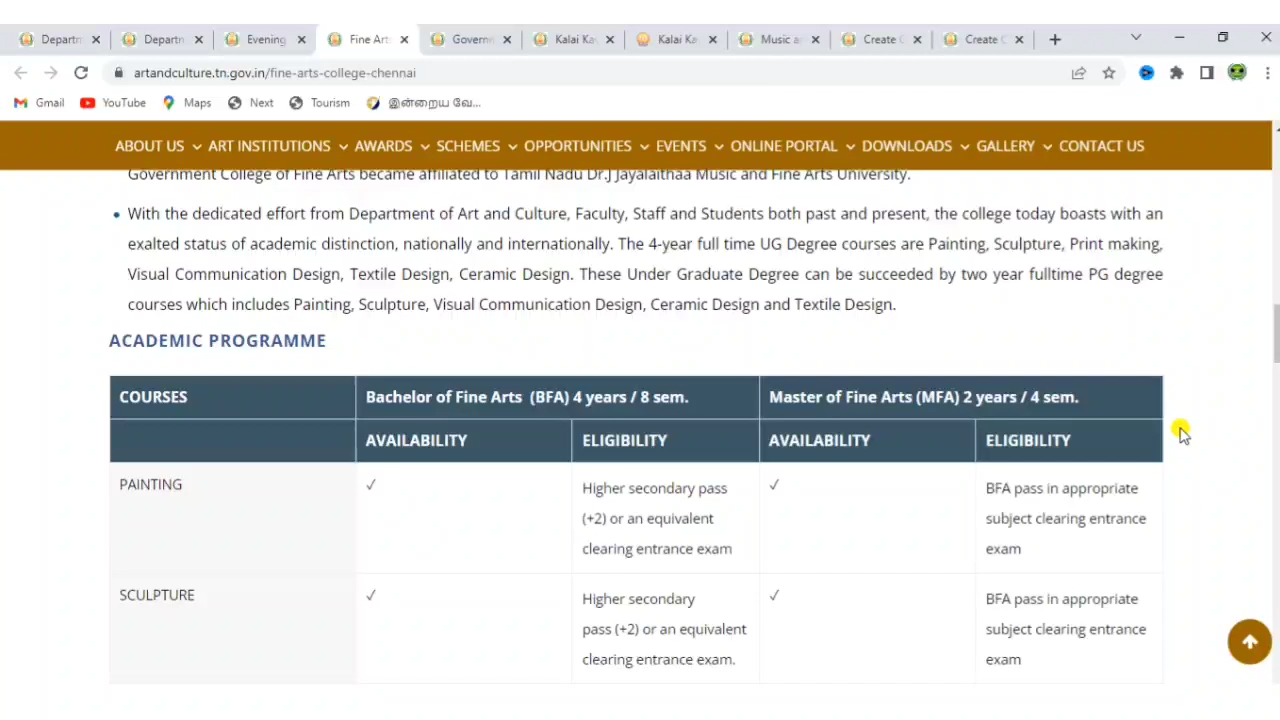 Departm
Departm
Evening
Fine Art
Governm
Kalai Ka
Kalai Ka
Music a
Create C
Create C
artandculture.tn.gov.in/fine-arts-college-chennai
Gmail
YouTube
Maps
Next
Tourism
இன்றைய வே...
ABOUT US ART INSTITUTIONS AWARDS SCHEMES OPPORTUNITIES EVENTS ONLINE PORTAL DOWNLOADS GALLERY CONTACT US
Government College of Fine Arts became affiliated to Tamil Nadu Dr.J Jayalaithaa Music and Fine Arts University.
• With the dedicated effort from Department of Art and Culture, Faculty, Staff and Students both past and present, the college today boasts with an
exalted status of academic distinction, nationally and internationally. The 4-year full time UG Degree courses are Painting, Sculpture, Print making,
Visual Communication Design, Textile Design, Ceramic Design. These Under Graduate Degree can be succeeded by two year fulltime PG degree
courses which includes Painting, Sculpture, Visual Communication Design, Ceramic Design and Textile Design.
ACADEMIC PROGRAMME
COURSES
Bachelor of Fine Arts (BFA) 4 years / 8 sem.
Master of Fine Arts (MFA) 2 years / 4 sem.
AVAILABILITY
ELIGIBILITY
AVAILABILITY
ELIGIBILITY
PAINTING
✓
Higher secondary pass
(+2) or an equivalent
clearing entrance exam
✓
BFA pass in appropriate
subject clearing entrance
exam
SCULPTURE
✓
Higher secondary
pass (+2) or an equivalent
clearing entrance exam.
✓
BFA pass in appropriate
subject clearing entrance
exam